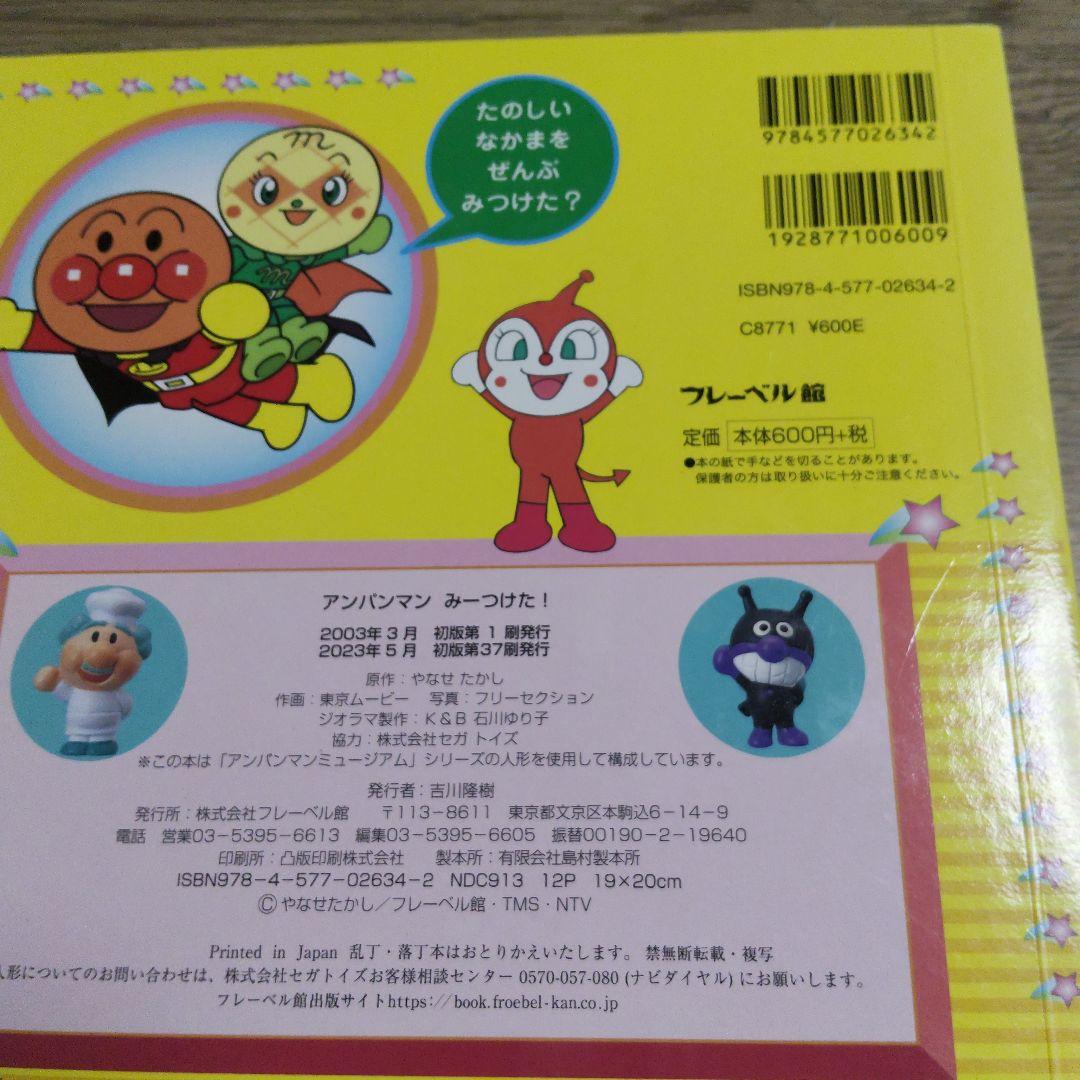 たのしい
なかまを
ぜんぶ
みつけた?
9784577026342
1928771006009
ISBN978-4-577-02634-2
C8771 ¥600E
フレーベル館
定価 本体600円+税
●本の紙で手などを切ることがあります。
保護者の方は取り扱いに十分ご注意ください。
アンパンマン みーつけた!
2003年3月 初版第1刷発行
2023年5月 初版第37刷発行
原作:やなせ たかし
作画:東京ムービー 写真:フリーセクション
ジオラマ製作:K&B 石川ゆり子
協力:株式会社セガ トイズ
※この本は「アンパンマンミュージアム」シリーズの人形を使用して構成しています。
発行者:吉川隆樹
発行所:株式会社フレーベル館 〒113-8611 東京都文京区本駒込6-14-9
電話 営業03-5395-6613 編集03-5395-6605 振替00190-2-19640
印刷所:凸版印刷株式会社 製本所:有限会社島村製本所
ISBN978-4-577-02634-2 NDC913 12P 19×20cm
©やなせたかし/フレーベル館・TMS・NTV
Printed in Japan 乱丁・落丁本はおとりかえいたします。 禁無断転載・複写
人形についてのお問い合わせは、株式会社セガトイズお客様相談センター 0570-057-080 (ナビダイヤル) にお願いします。
フレーベル館出版サイトhttps://book.froebel-kan.co.jp